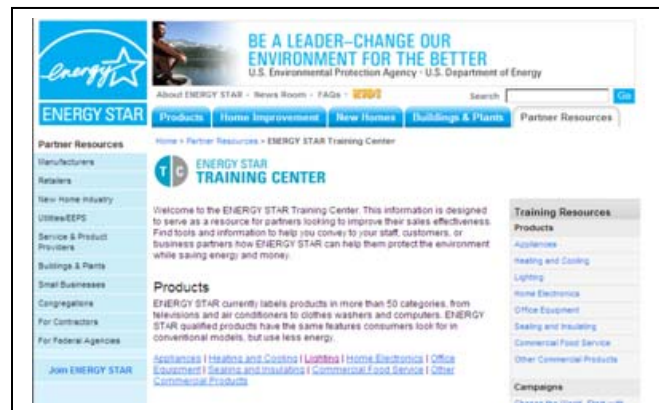 BE A LEADER–CHANGE OUR
ENVIRONMENT FOR THE BETTER
U.S. Environmental Protection Agency · U.S. Department of Energy
energy
ENERGY STAR
About ENERGY STAR · News Room · FAQs ·
Search
Go
Products
Home Improvement
New Homes
Buildings & Plants
Partner Resources
Partner Resources
Manufacturers
Retailers
New Home Industry
Utilities/EEPS
Service & Product
Providers
Buildings & Plants
Small Businesses
Congregations
For Contractors
For Federal Agencies
Join ENERGY STAR
Home > Partner Resources > ENERGY STAR Training Center
T C
ENERGY STAR
TRAINING CENTER
Welcome to the ENERGY STAR Training Center. This information is designed
to serve as a resource for partners looking to improve their sales effectiveness.
Find tools and information to help you convey to your staff, customers, or
business partners how ENERGY STAR can help them protect the environment
while saving energy and money.
Products
ENERGY STAR currently labels products in more than 50 categories, from
televisions and air conditioners to clothes washers and computers. ENERGY
STAR qualified products have the same features consumers look for in
conventional models, but use less energy.
Appliances | Heating and Cooling | Lighting | Home Electronics | Office
Equipment | Sealing and Insulating | Commercial Food Service | Other
Commercial Products
Training Resources
Products
Appliances
Heating and Cooling
Lighting
Home Electronics
Office Equipment
Sealing and Insulating
Commercial Food Service
Other Commercial Products
Campaigns
Change the World, Start with